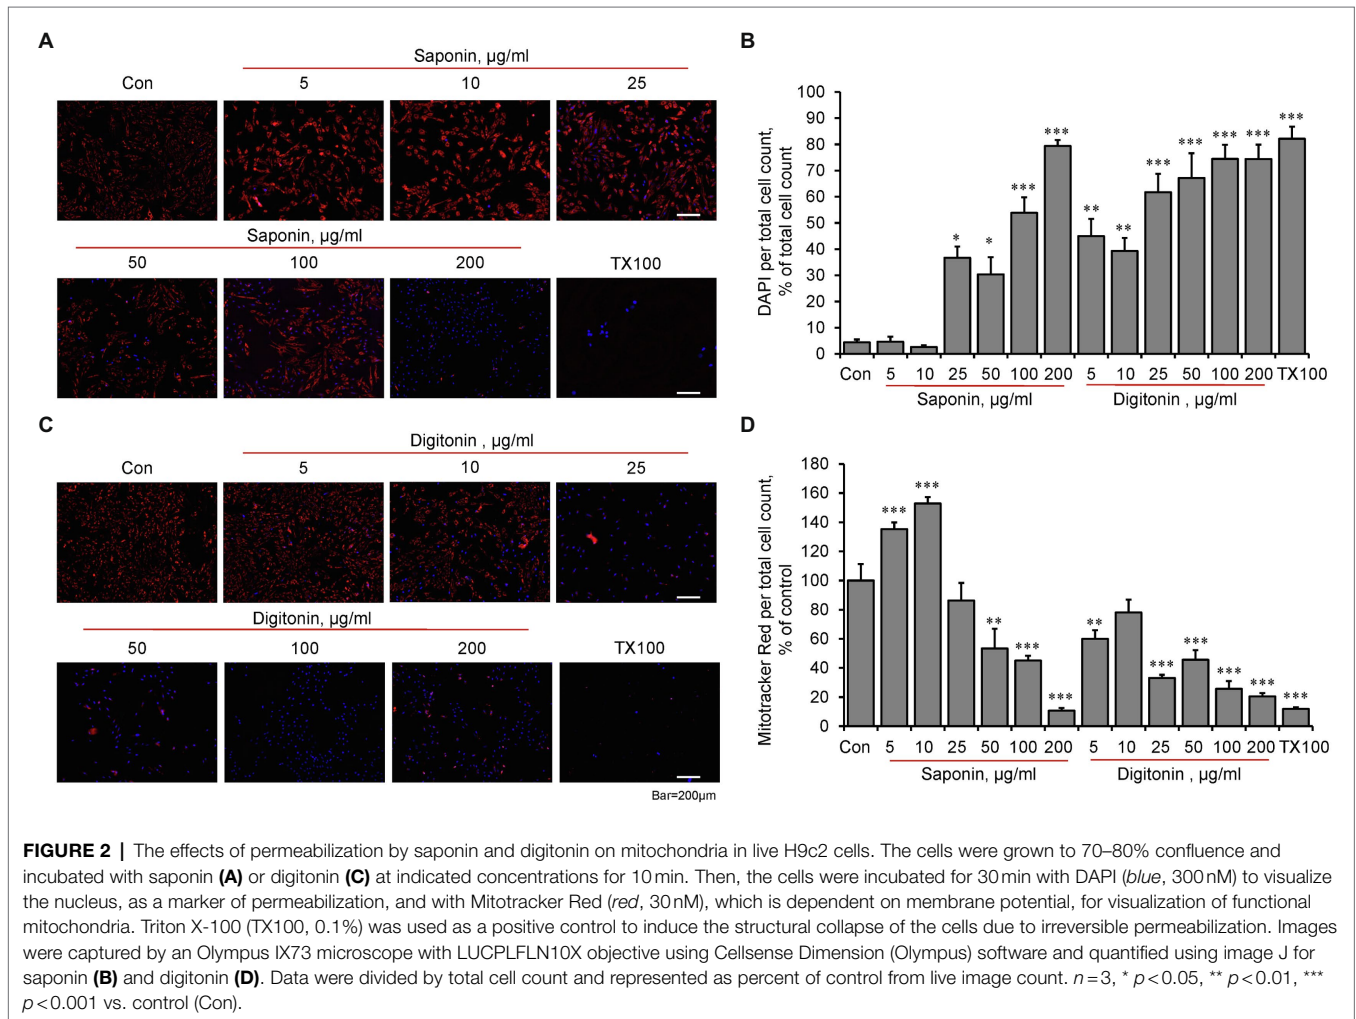 A
Saponin, µg/ml
Con
5
10
25
Saponin, µg/ml
50
100
200
TX100
B
DAPI per total cell count,
% of total cell count
100
90
80
70
60
50
40
30
20
10
0
*
*
***
***
**
**
***
***
***
***
***
Con 5 10 25 50 100 200 5 10 25 50 100 200 TX100
Saponin, µg/ml
Digitonin , µg/ml
C
Digitonin , µg/ml
Con
5
10
25
Digitonin, µg/ml
50
100
200
TX100
Bar=200µm
D
Mitotracker Red per total cell count,
% of control
180
160
140
120
100
80
60
40
20
0
***
***
**
***
***
**
***
***
***
***
***
Con 5 10 25 50 100 200 5 10 25 50 100 200 TX100
Saponin, µg/ml
Digitonin , µg/ml
FIGURE 2 | The effects of permeabilization by saponin and digitonin on mitochondria in live H9c2 cells. The cells were grown to 70–80% confluence and
incubated with saponin (A) or digitonin (C) at indicated concentrations for 10 min. Then, the cells were incubated for 30 min with DAPI (blue, 300 nM) to visualize
the nucleus, as a marker of permeabilization, and with Mitotracker Red (red, 30 nM), which is dependent on membrane potential, for visualization of functional
mitochondria. Triton X-100 (TX100, 0.1%) was used as a positive control to induce the structural collapse of the cells due to irreversible permeabilization. Images
were captured by an Olympus IX73 microscope with LUCPLFLN10X objective using Cellsense Dimension (Olympus) software and quantified using image J for
saponin (B) and digitonin (D). Data were divided by total cell count and represented as percent of control from live image count. n = 3, * p < 0.05, ** p < 0.01, ***
p < 0.001 vs. control (Con).